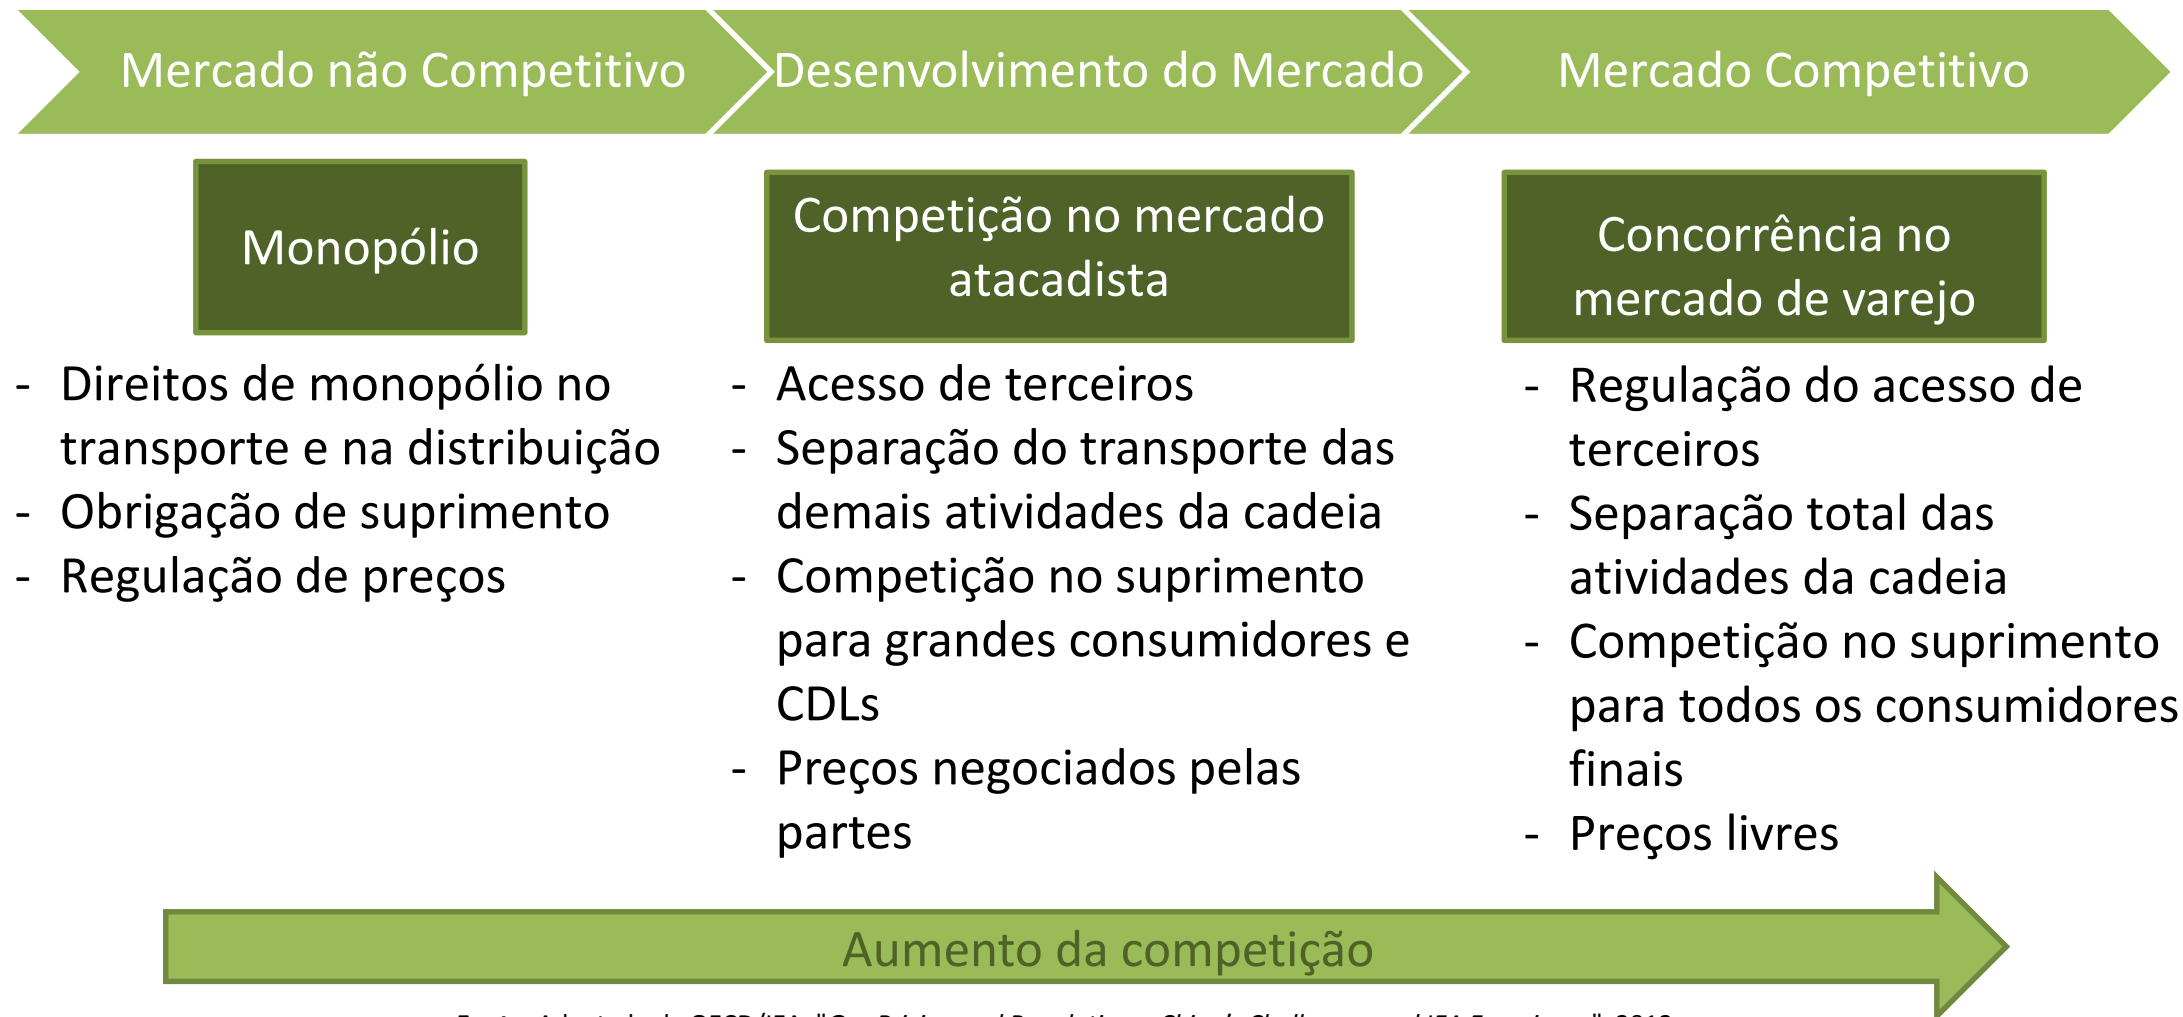 Mercado não Competitivo
Desenvolvimento do Mercado
Mercado Competitivo
Monopólio
- Direitos de monopólio no
transporte e na distribuição
- Obrigação de suprimento
- Regulação de preços
Competição no mercado
atacadista
- Acesso de terceiros
- Separação do transporte das
demais atividades da cadeia
- Competição no suprimento
para grandes consumidores e
CDLs
- Preços negociados pelas
partes
Concorrência no
mercado de varejo
- Regulação do acesso de
terceiros
- Separação total das
atividades da cadeia
- Competição no suprimento
para todos os consumidores
finais
- Preços livres
Aumento da competição